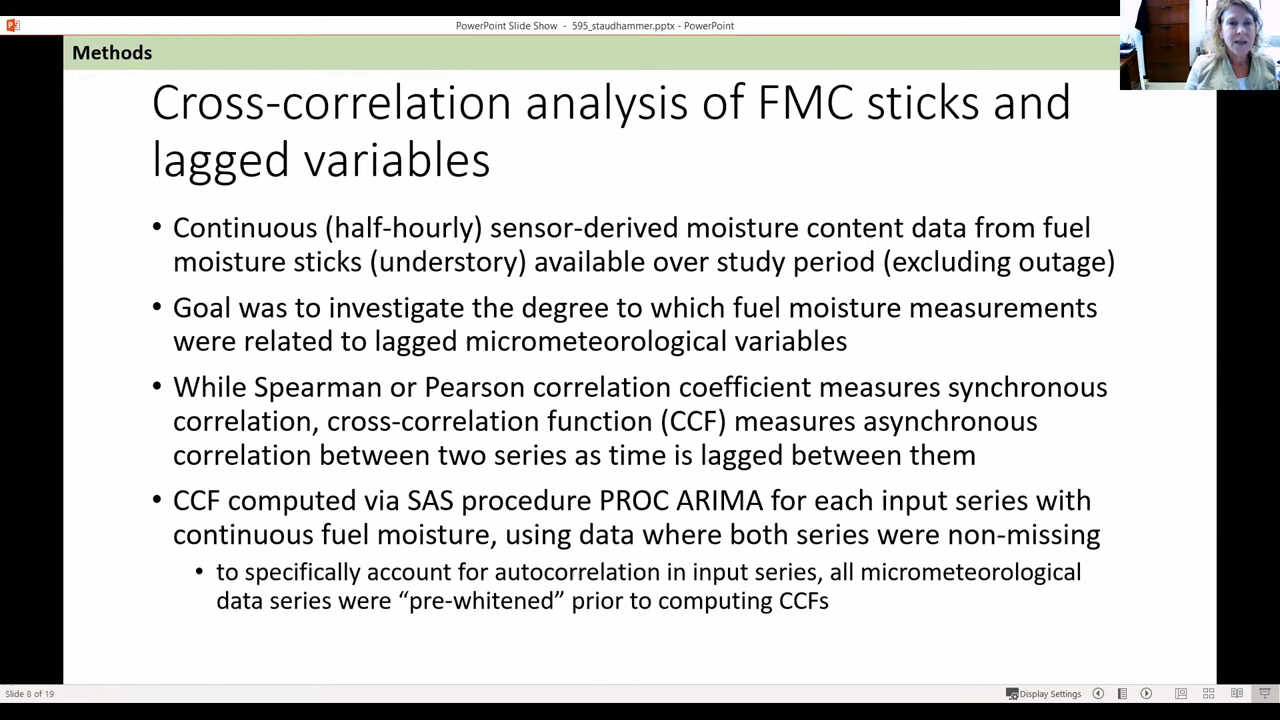 PowerPoint Slide Show - 595_staudhammer.pptx - PowerPoint
Methods
Cross-correlation analysis of FMC sticks and
lagged variables
• Continuous (half-hourly) sensor-derived moisture content data from fuel
moisture sticks (understory) available over study period (excluding outage)
• Goal was to investigate the degree to which fuel moisture measurements
were related to lagged micrometeorological variables
• While Spearman or Pearson correlation coefficient measures synchronous
correlation, cross-correlation function (CCF) measures asynchronous
correlation between two series as time is lagged between them
• CCF computed via SAS procedure PROC ARIMA for each input series with
continuous fuel moisture, using data where both series were non-missing
• to specifically account for autocorrelation in input series, all micrometeorological
data series were “pre-whitened” prior to computing CCFs
Slide 8 of 19
Display Settings